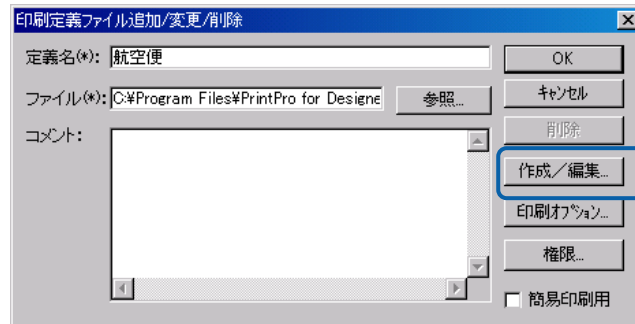 印刷定義ファイル追加/変更/削除
定義名(*): 航空便
OK
ファイル(*): C:¥Program Files¥PrintPro for Designe 参照...
キャンセル
コメント:
削除
作成/編集...
印刷オプション...
権限...
簡易印刷用